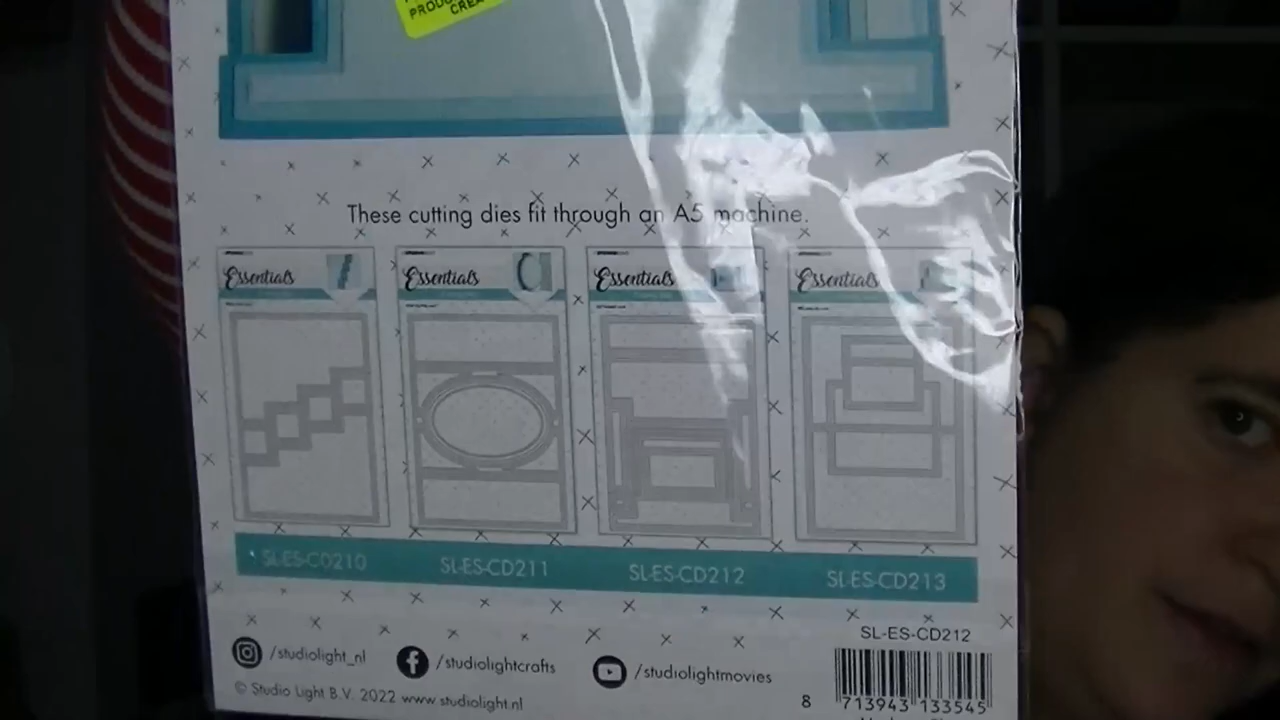 PRODU
CREA
These cutting dies fit through an A5 machine.
Essentials Essentials Essentials Essentials
SL-ES-CD210 SL-ES-CD211 SL-ES-CD212 SL-ES-CD213
SL-ES-CD212
/studiolight_nl /studiolightcrafts /studiolightmovies
© Studio Light B.V. 2022 www.studiolight.nl
8 713943 133545